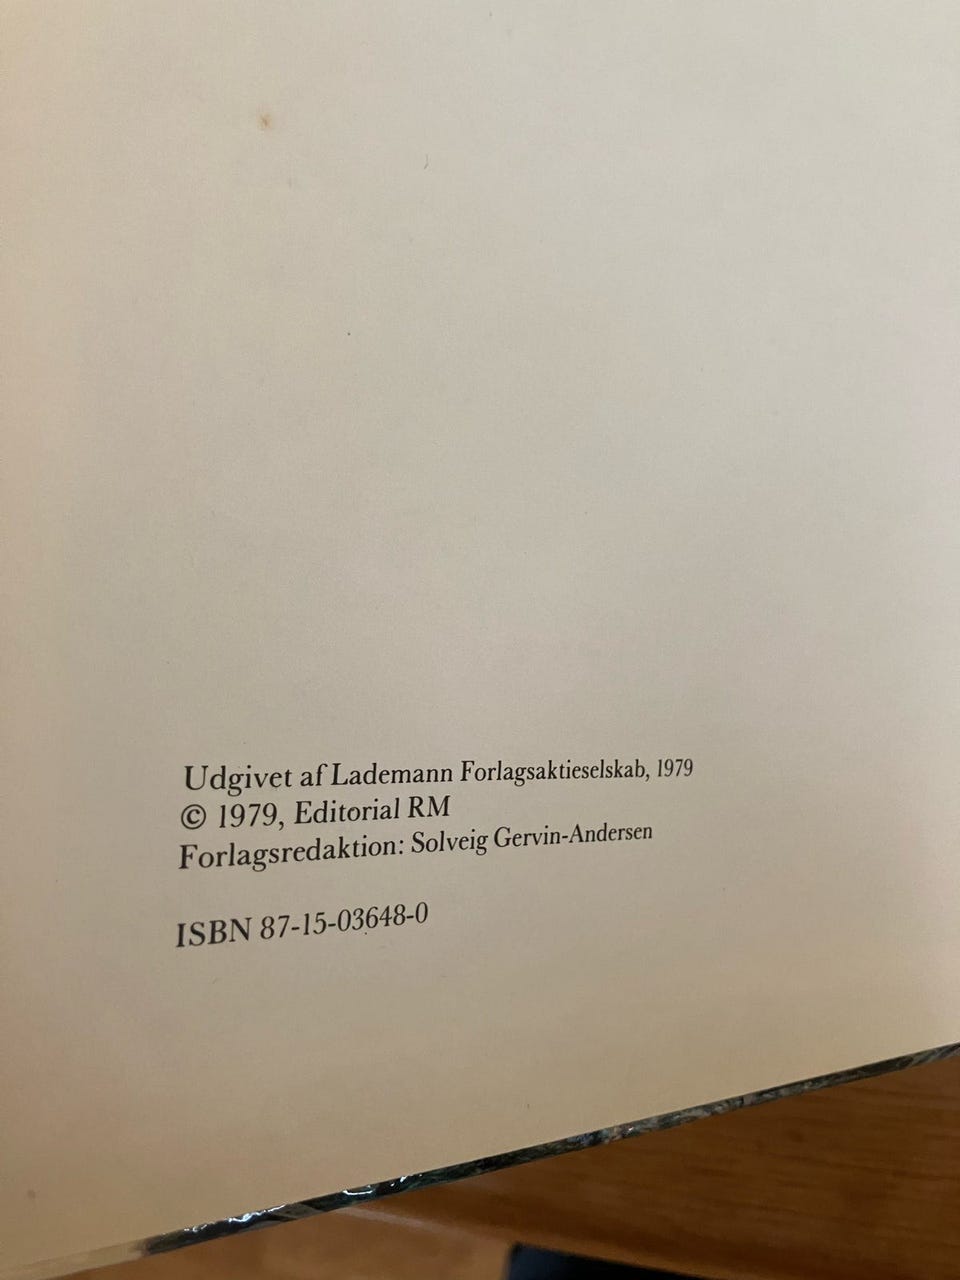 Udgivet af Lademann Forlagsaktieselskab, 1979
© 1979, Editorial RM
Forlagsredaktion: Solveig Gervin-Andersen
ISBN 87-15-03648-0